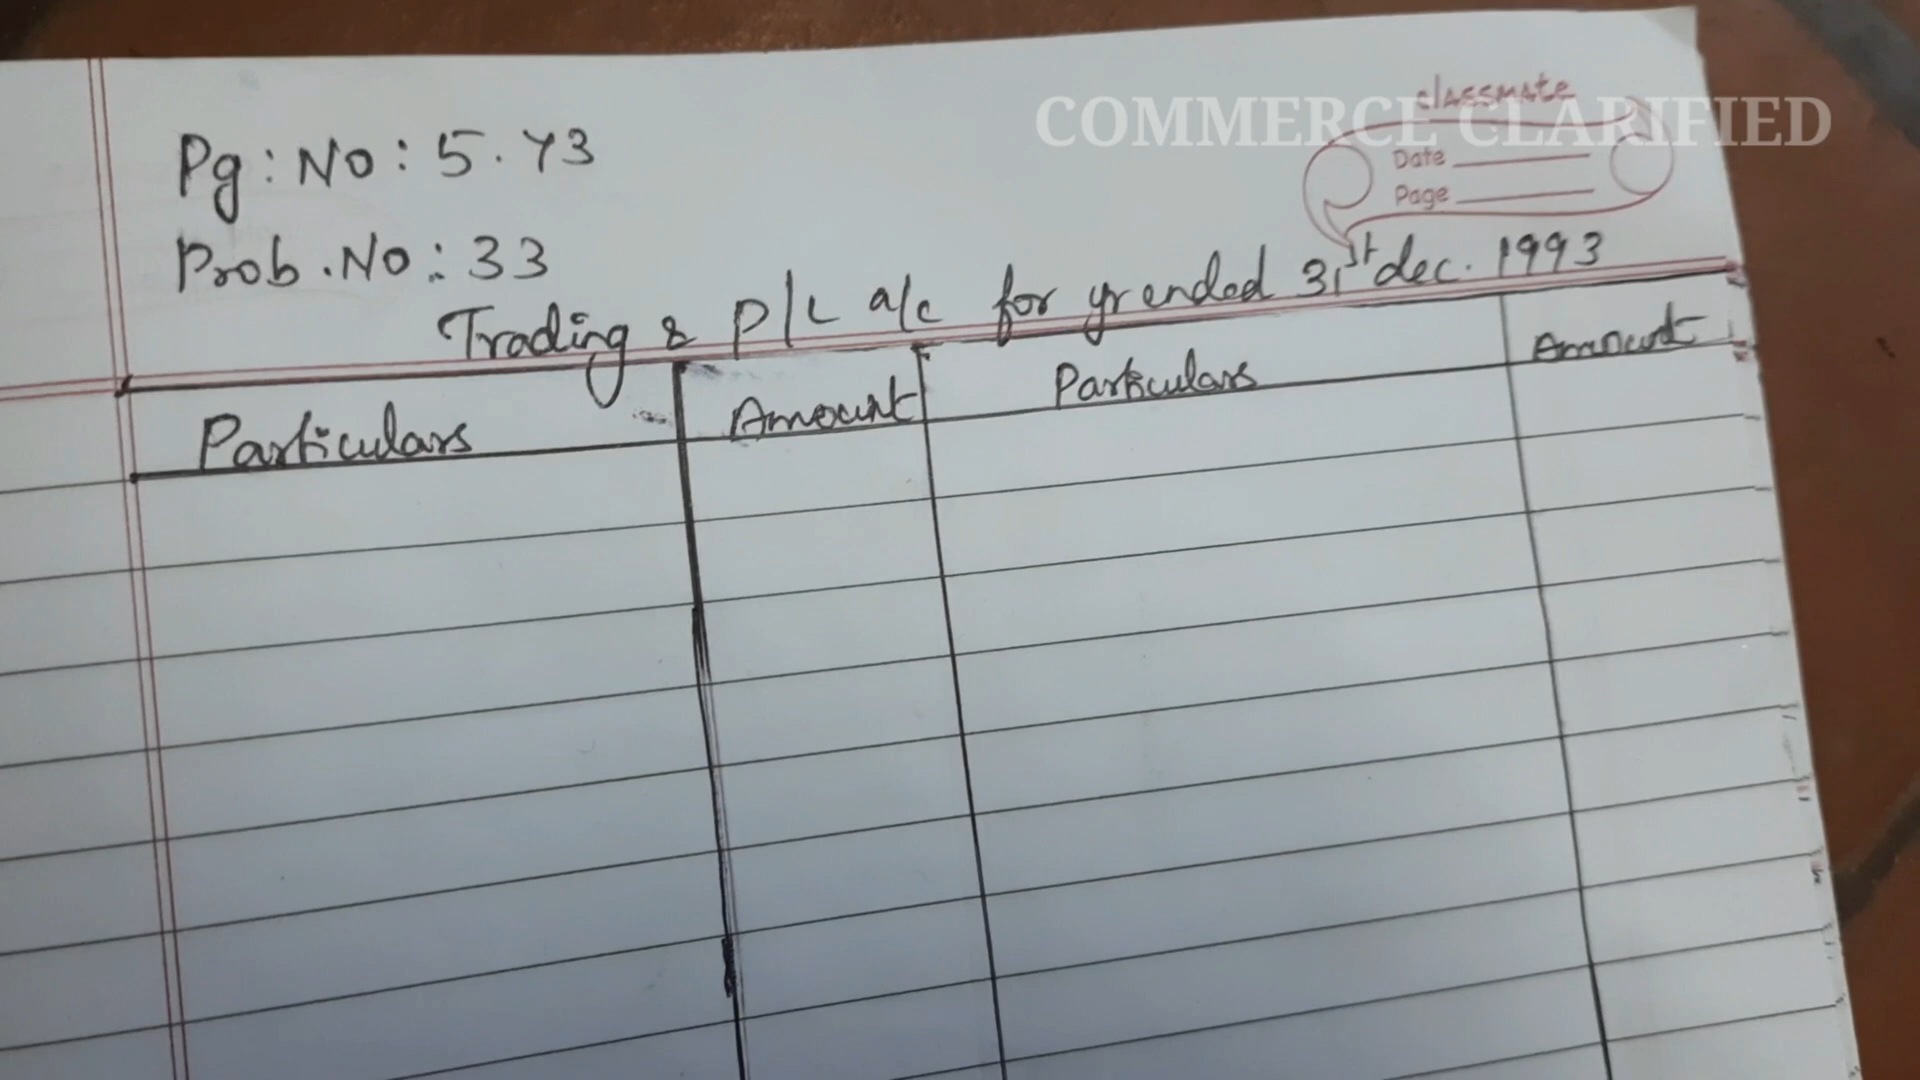 classmate
COMMERCE CLARIFIED
Date
Page
Pg: No: 5.73
Prob. No: 33
Trading & P/L a/c for yr ended 31st dec. 1993
Particulars Amount Particulars Amount